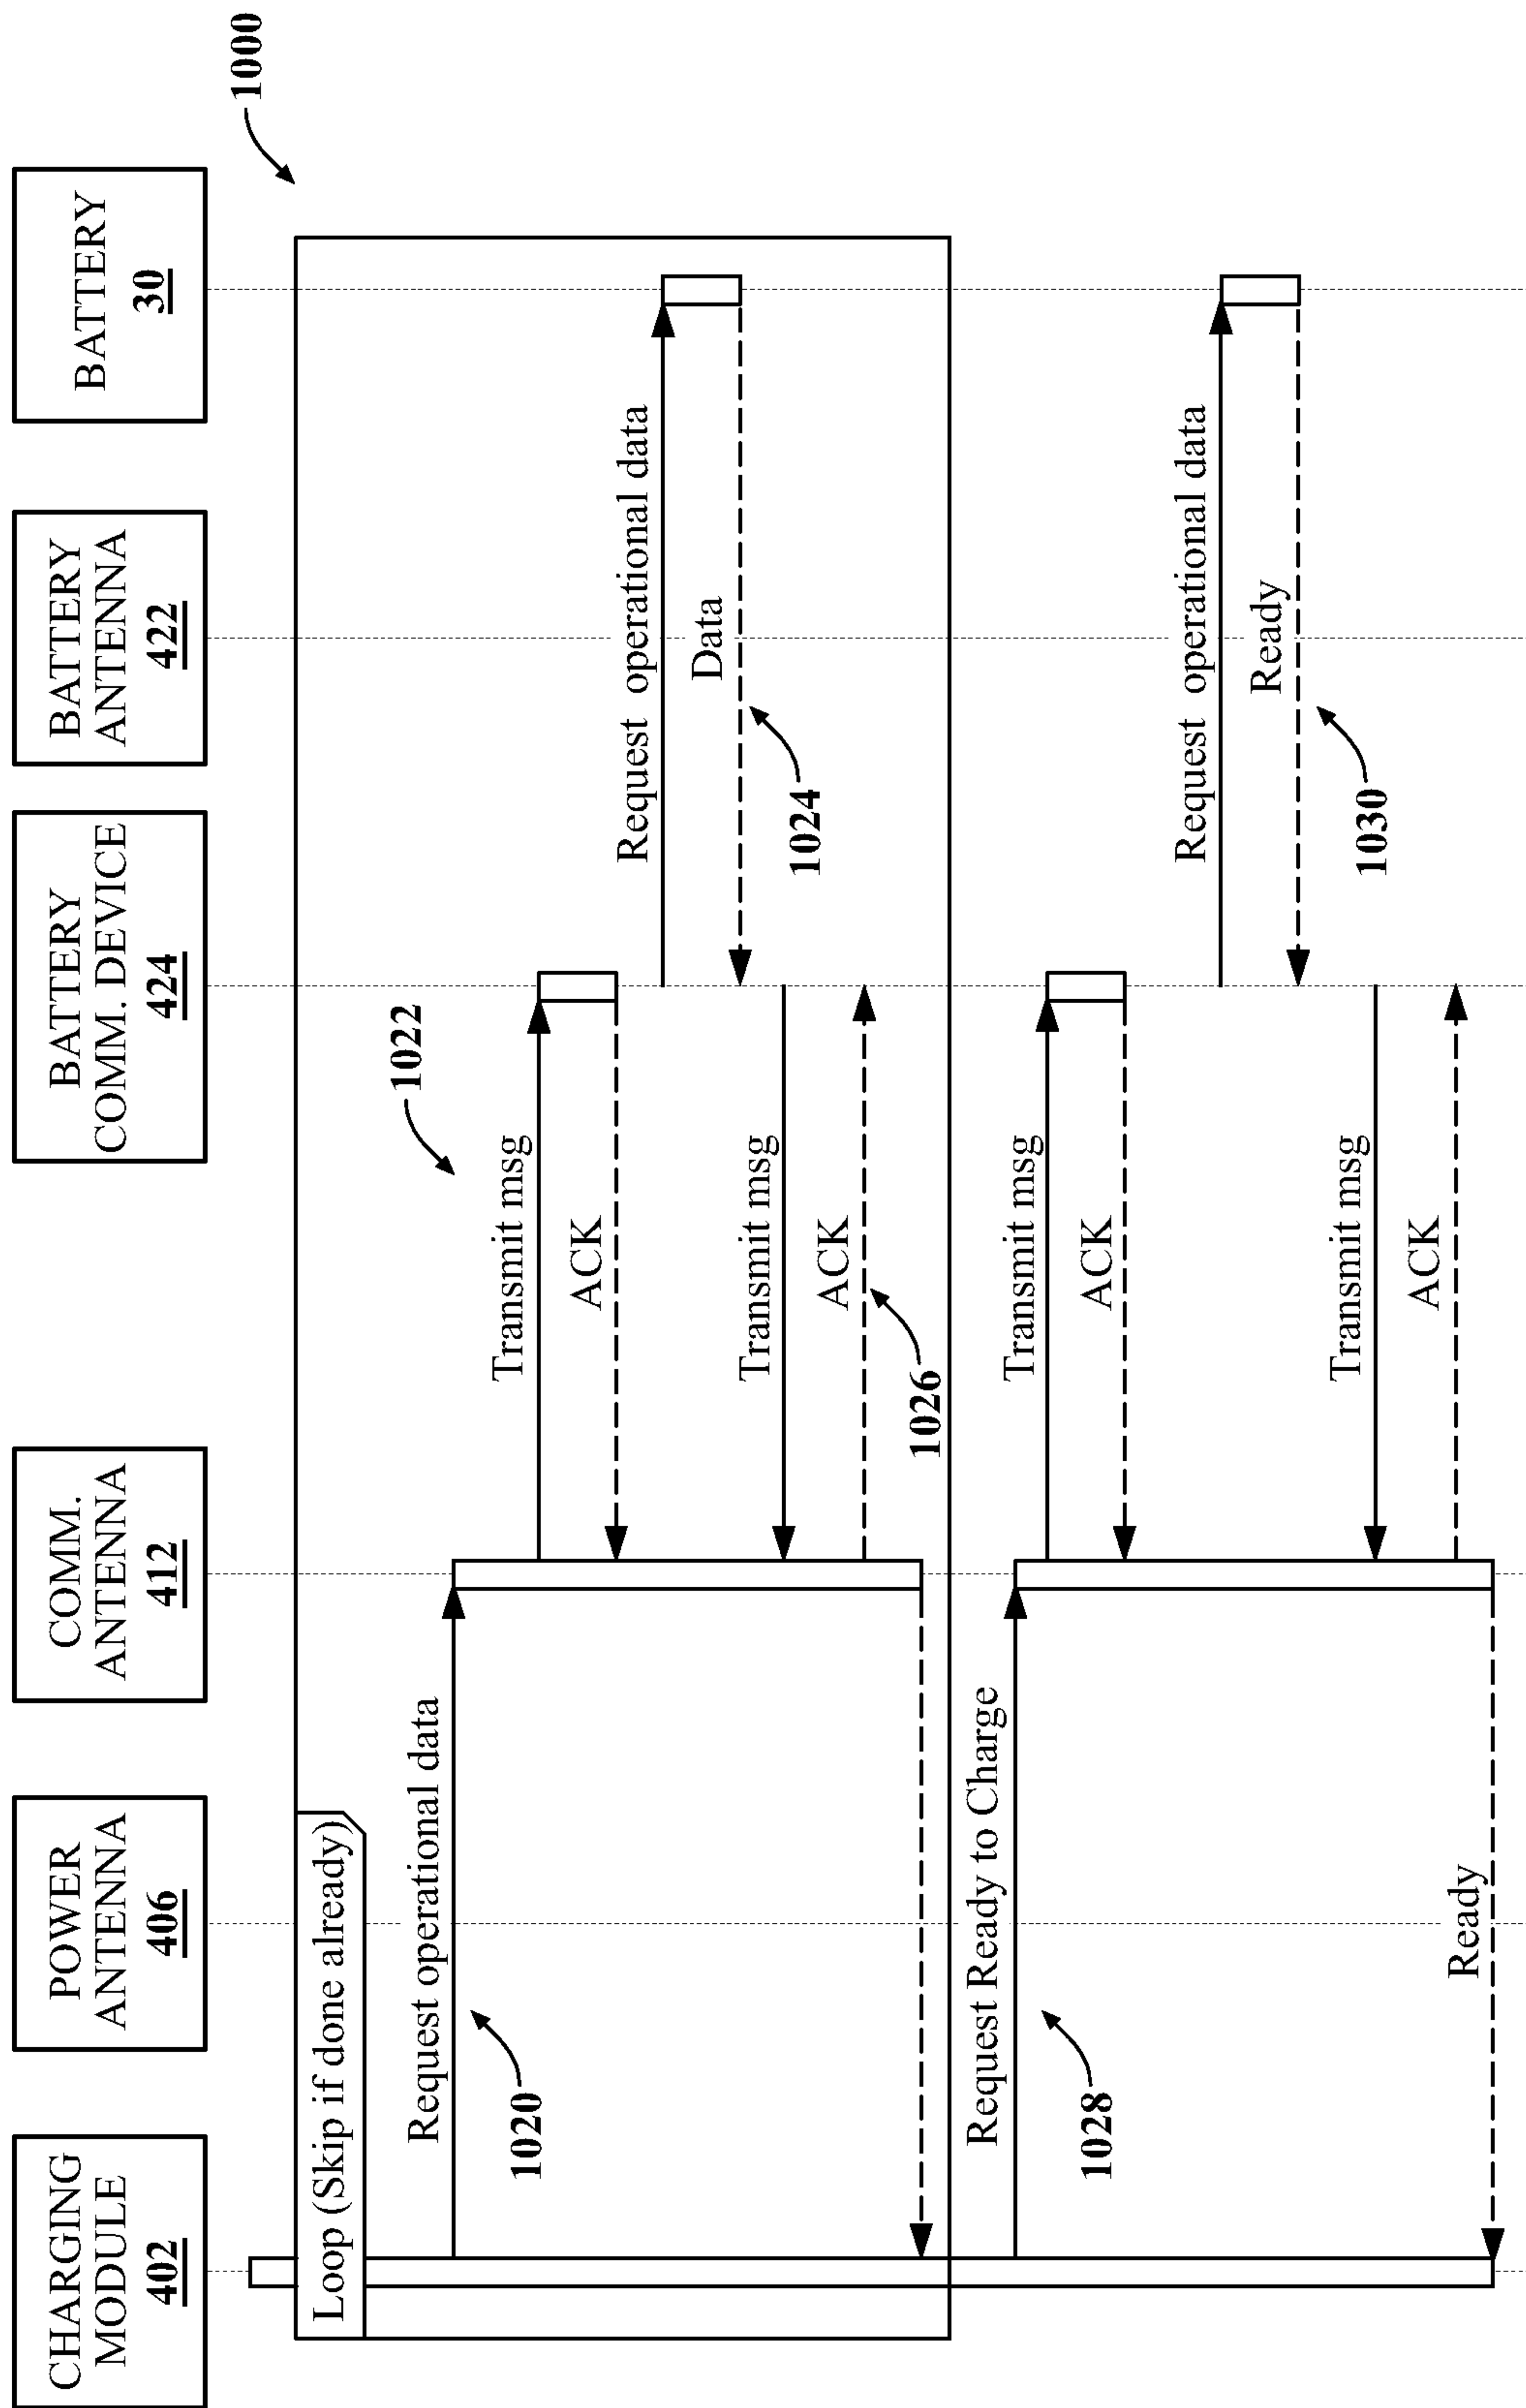 CHARGING
MODULE
402
POWER
ANTENNA
406
COMM.
ANTENNA
412
BATTERY
COMM. DEVICE
424
BATTERY
ANTENNA
422
BATTERY
30
1000
Loop (Skip if done already)
Request operational data
1020
1022
Transmit msg
ACK
Request operational data
Data
1024
Transmit msg
ACK
1026
Request Ready to Charge
1028
Transmit msg
ACK
Request operational data
Ready
1030
Transmit msg
ACK
Ready